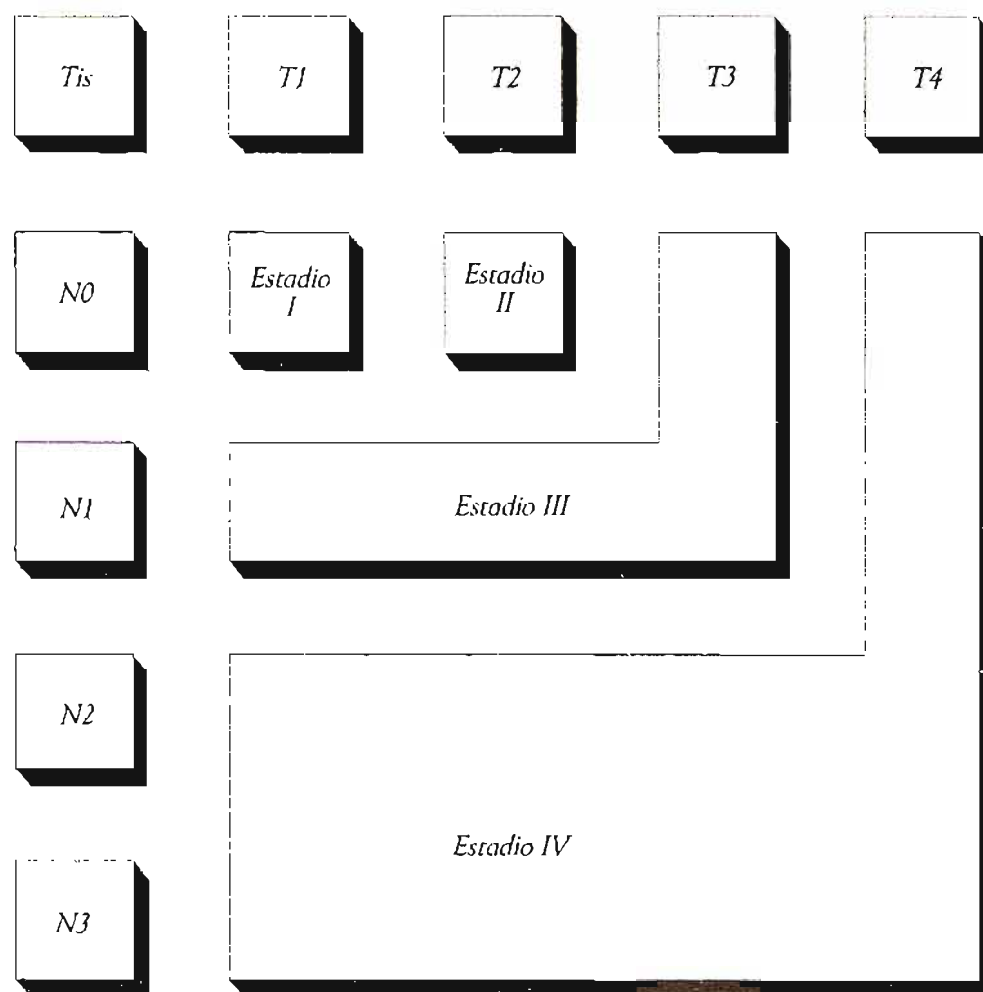 Tis
T1
T2
T3
T4
N0
Estadio
I
Estadio
II
N1
Estadio III
N2
Estadio IV
N3